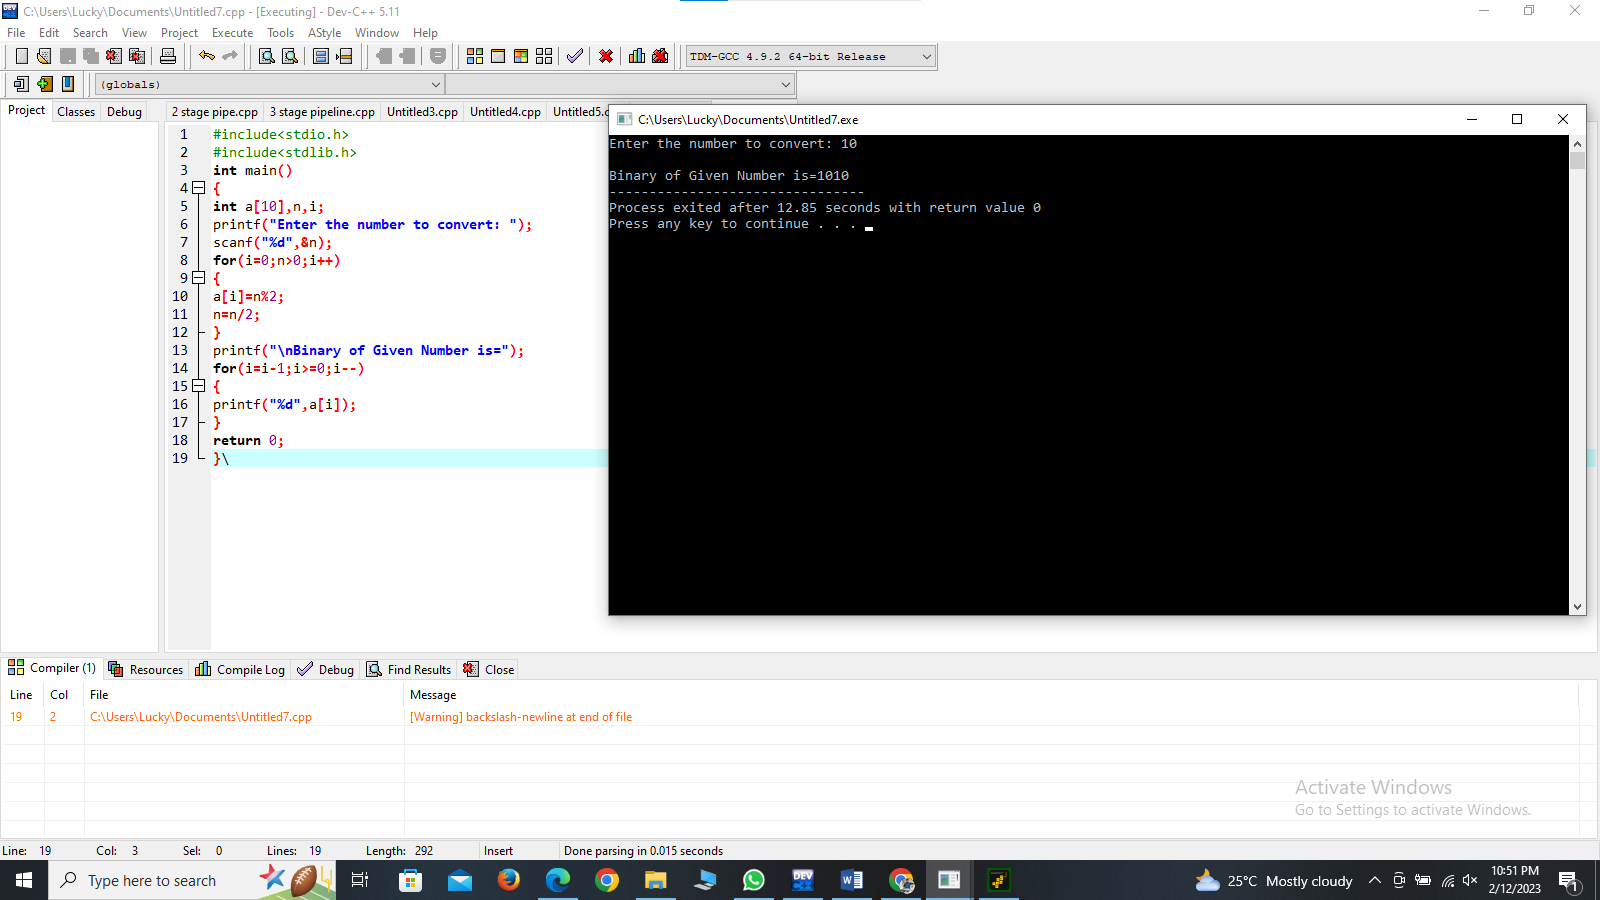 C:\Users\Lucky\Documents\Untitled7.cpp - [Executing] - Dev-C++ 5.11
File Edit Search View Project Execute Tools AStyle Window Help
TDM-GCC 4.9.2 64-bit Release
(globals)
Project Classes Debug
2 stage pipe.cpp 3 stage pipeline.cpp Untitled3.cpp Untitled4.cpp Untitled5.c
1 #include<stdio.h>
2 #include<stdlib.h>
3 int main()
4 {
5 int a[10],n,i;
6 printf("Enter the number to convert: ");
7 scanf("%d",&n);
8 for(i=0;n>0;i++)
9 {
10 a[i]=n%2;
11 n=n/2;
12 }
13 printf("\nBinary of Given Number is=");
14 for(i=i-1;i>=0;i--)
15 {
16 printf("%d",a[i]);
17 }
18 return 0;
19 }\
C:\Users\Lucky\Documents\Untitled7.exe
Enter the number to convert: 10
Binary of Given Number is=1010
--------------------------------
Process exited after 12.85 seconds with return value 0
Press any key to continue . . .
Compiler (1) Resources Compile Log Debug Find Results Close
Line Col File Message
19 2 C:\Users\Lucky\Documents\Untitled7.cpp [Warning] backslash-newline at end of file
Activate Windows
Go to Settings to activate Windows.
Line: 19 Col: 3 Sel: 0 Lines: 19 Length: 292 Insert Done parsing in 0.015 seconds
Type here to search
25°C Mostly cloudy
10:51 PM
2/12/2023
1